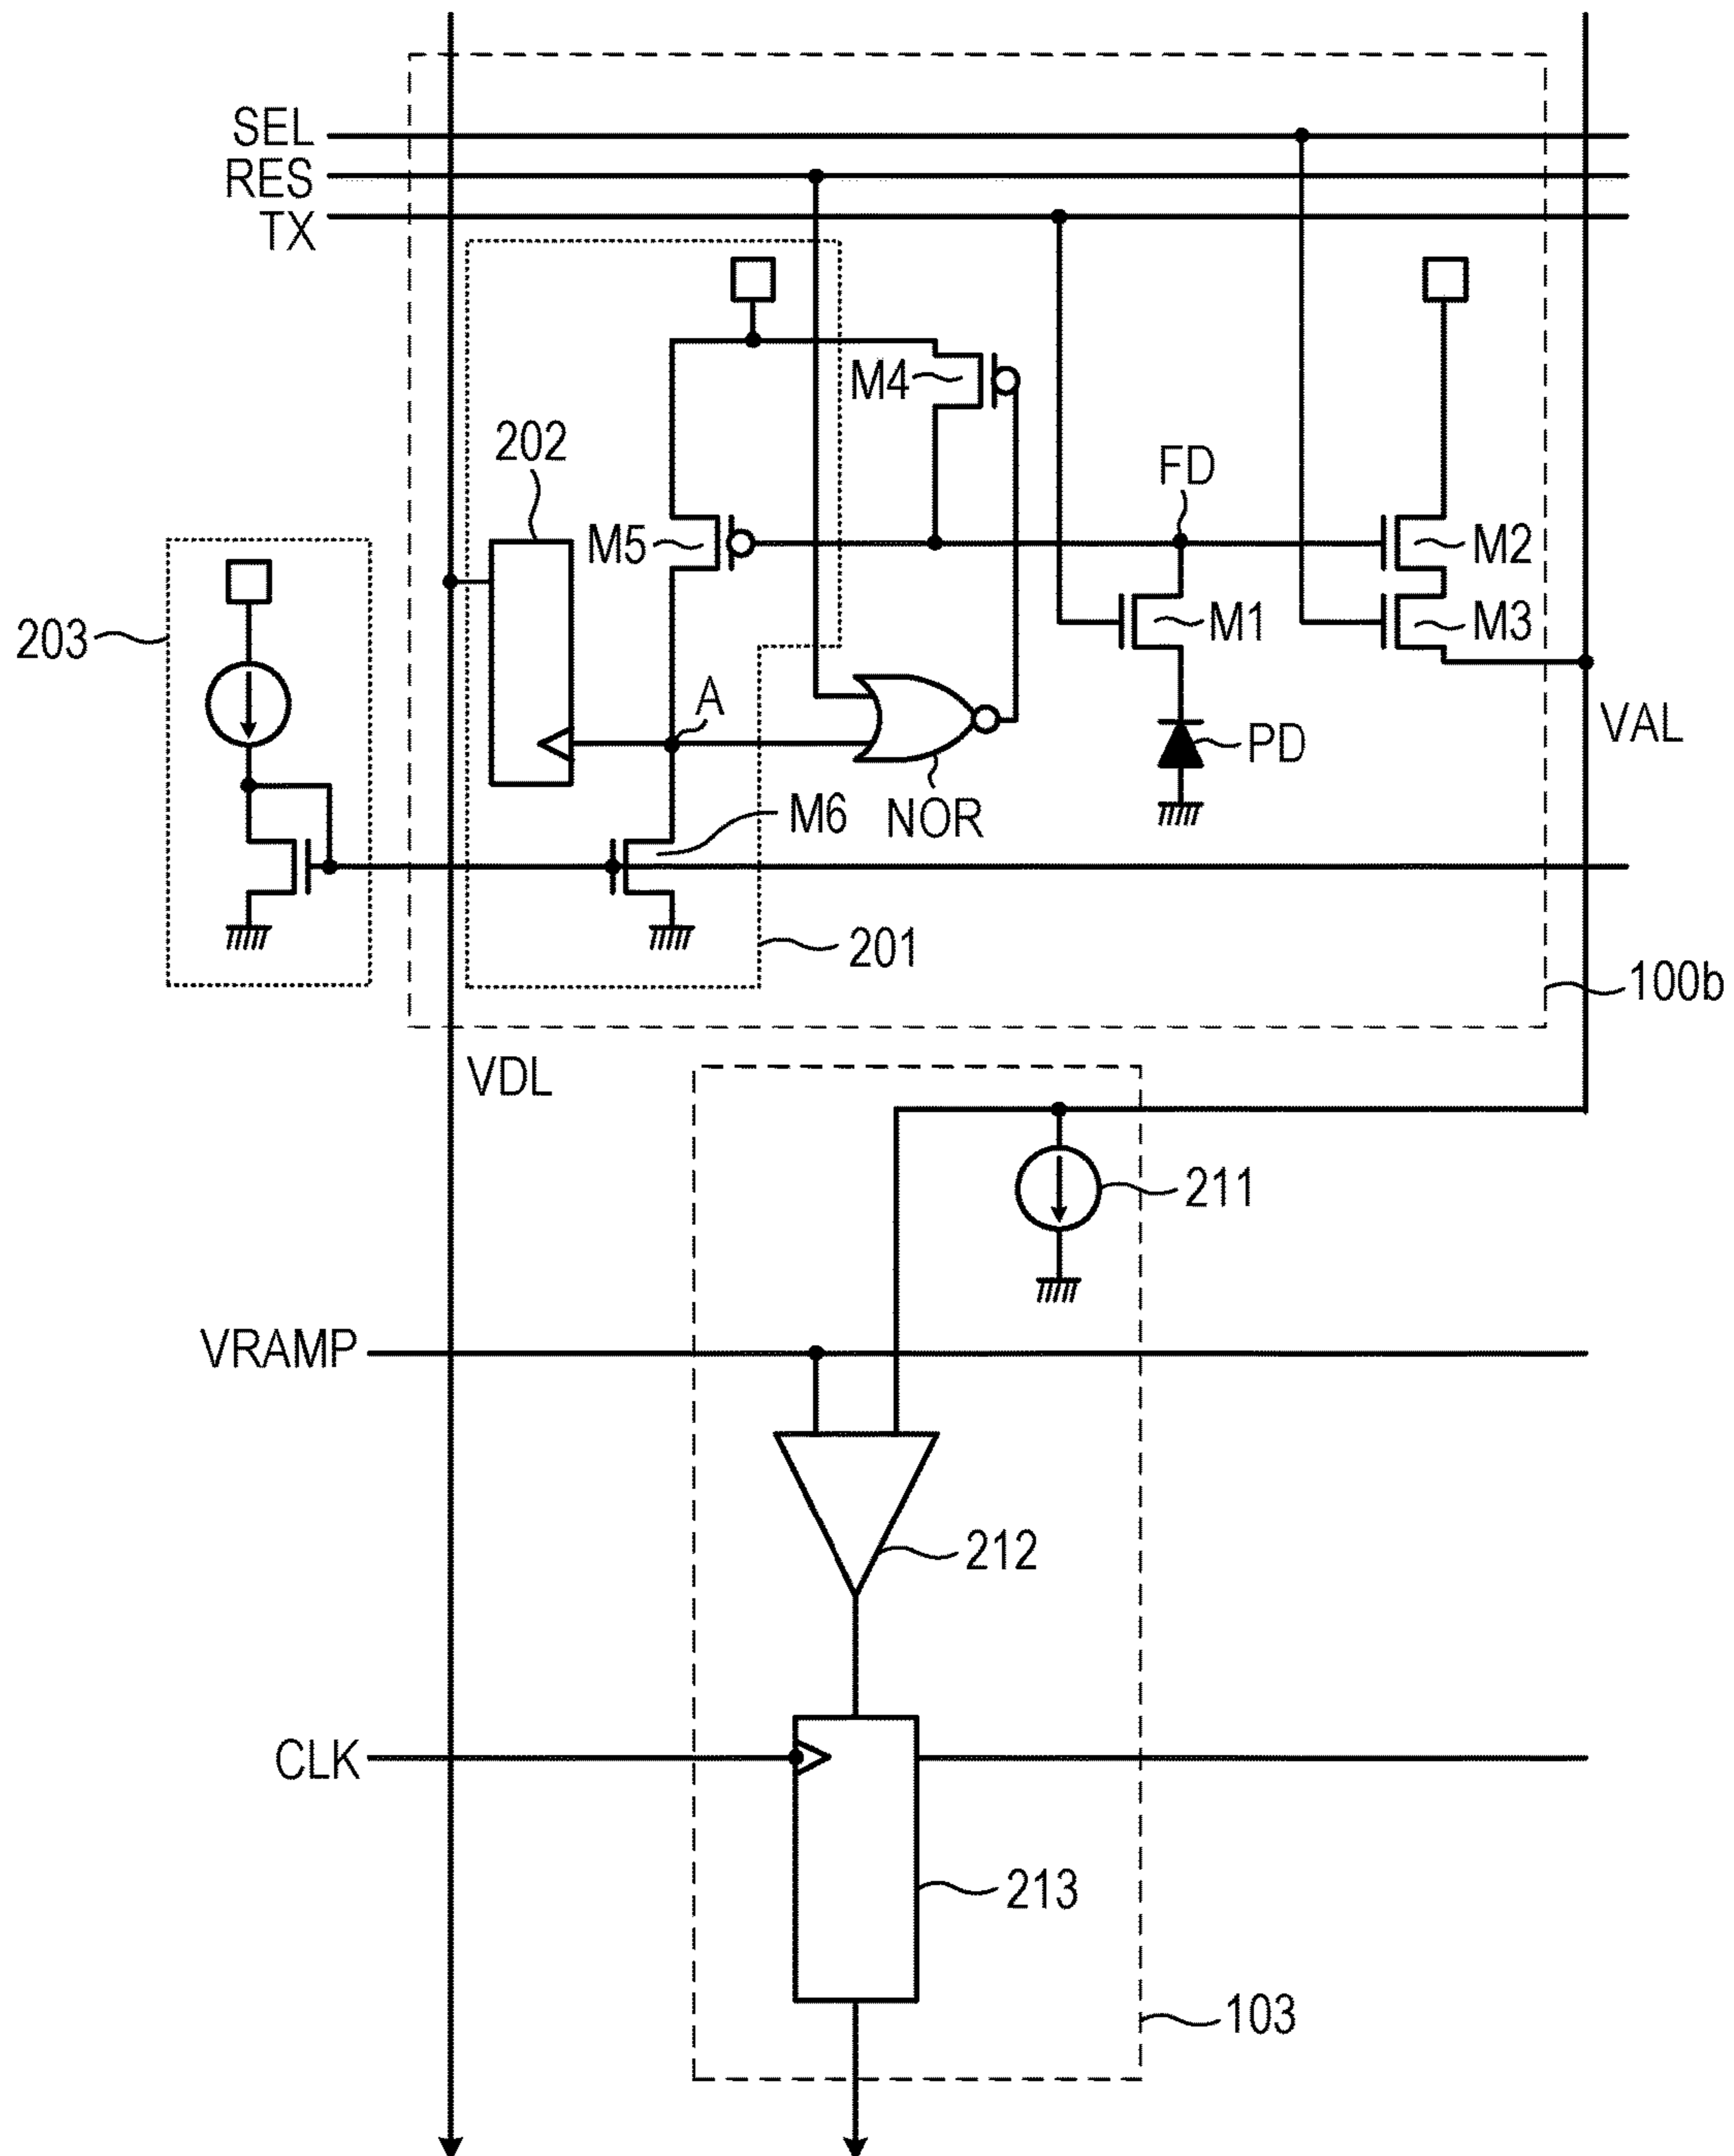 SEL
RES
TX
M4
202
FD
M5
M2
203
M1
M3
A
VAL
PD
M6
NOR
201
100b
VDL
211
VRAMP
212
CLK
213
103